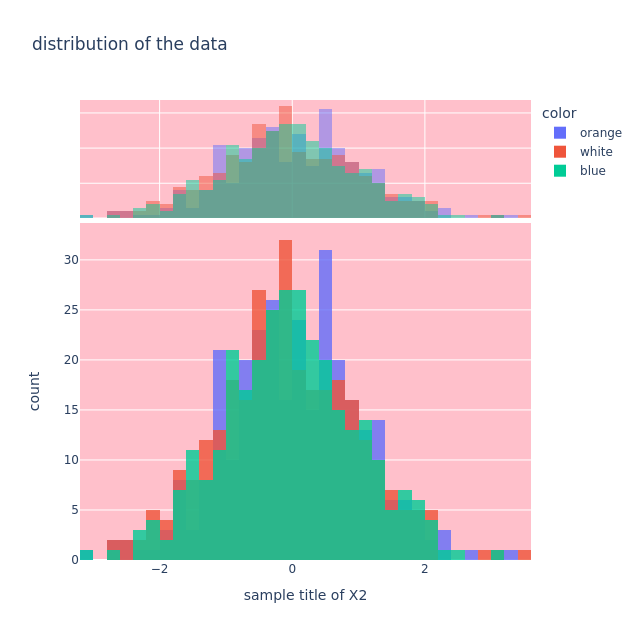 distribution of the data
color
orange
white
blue
30
25
20
15
10
5
0
count
−2
0
2
sample title of X2